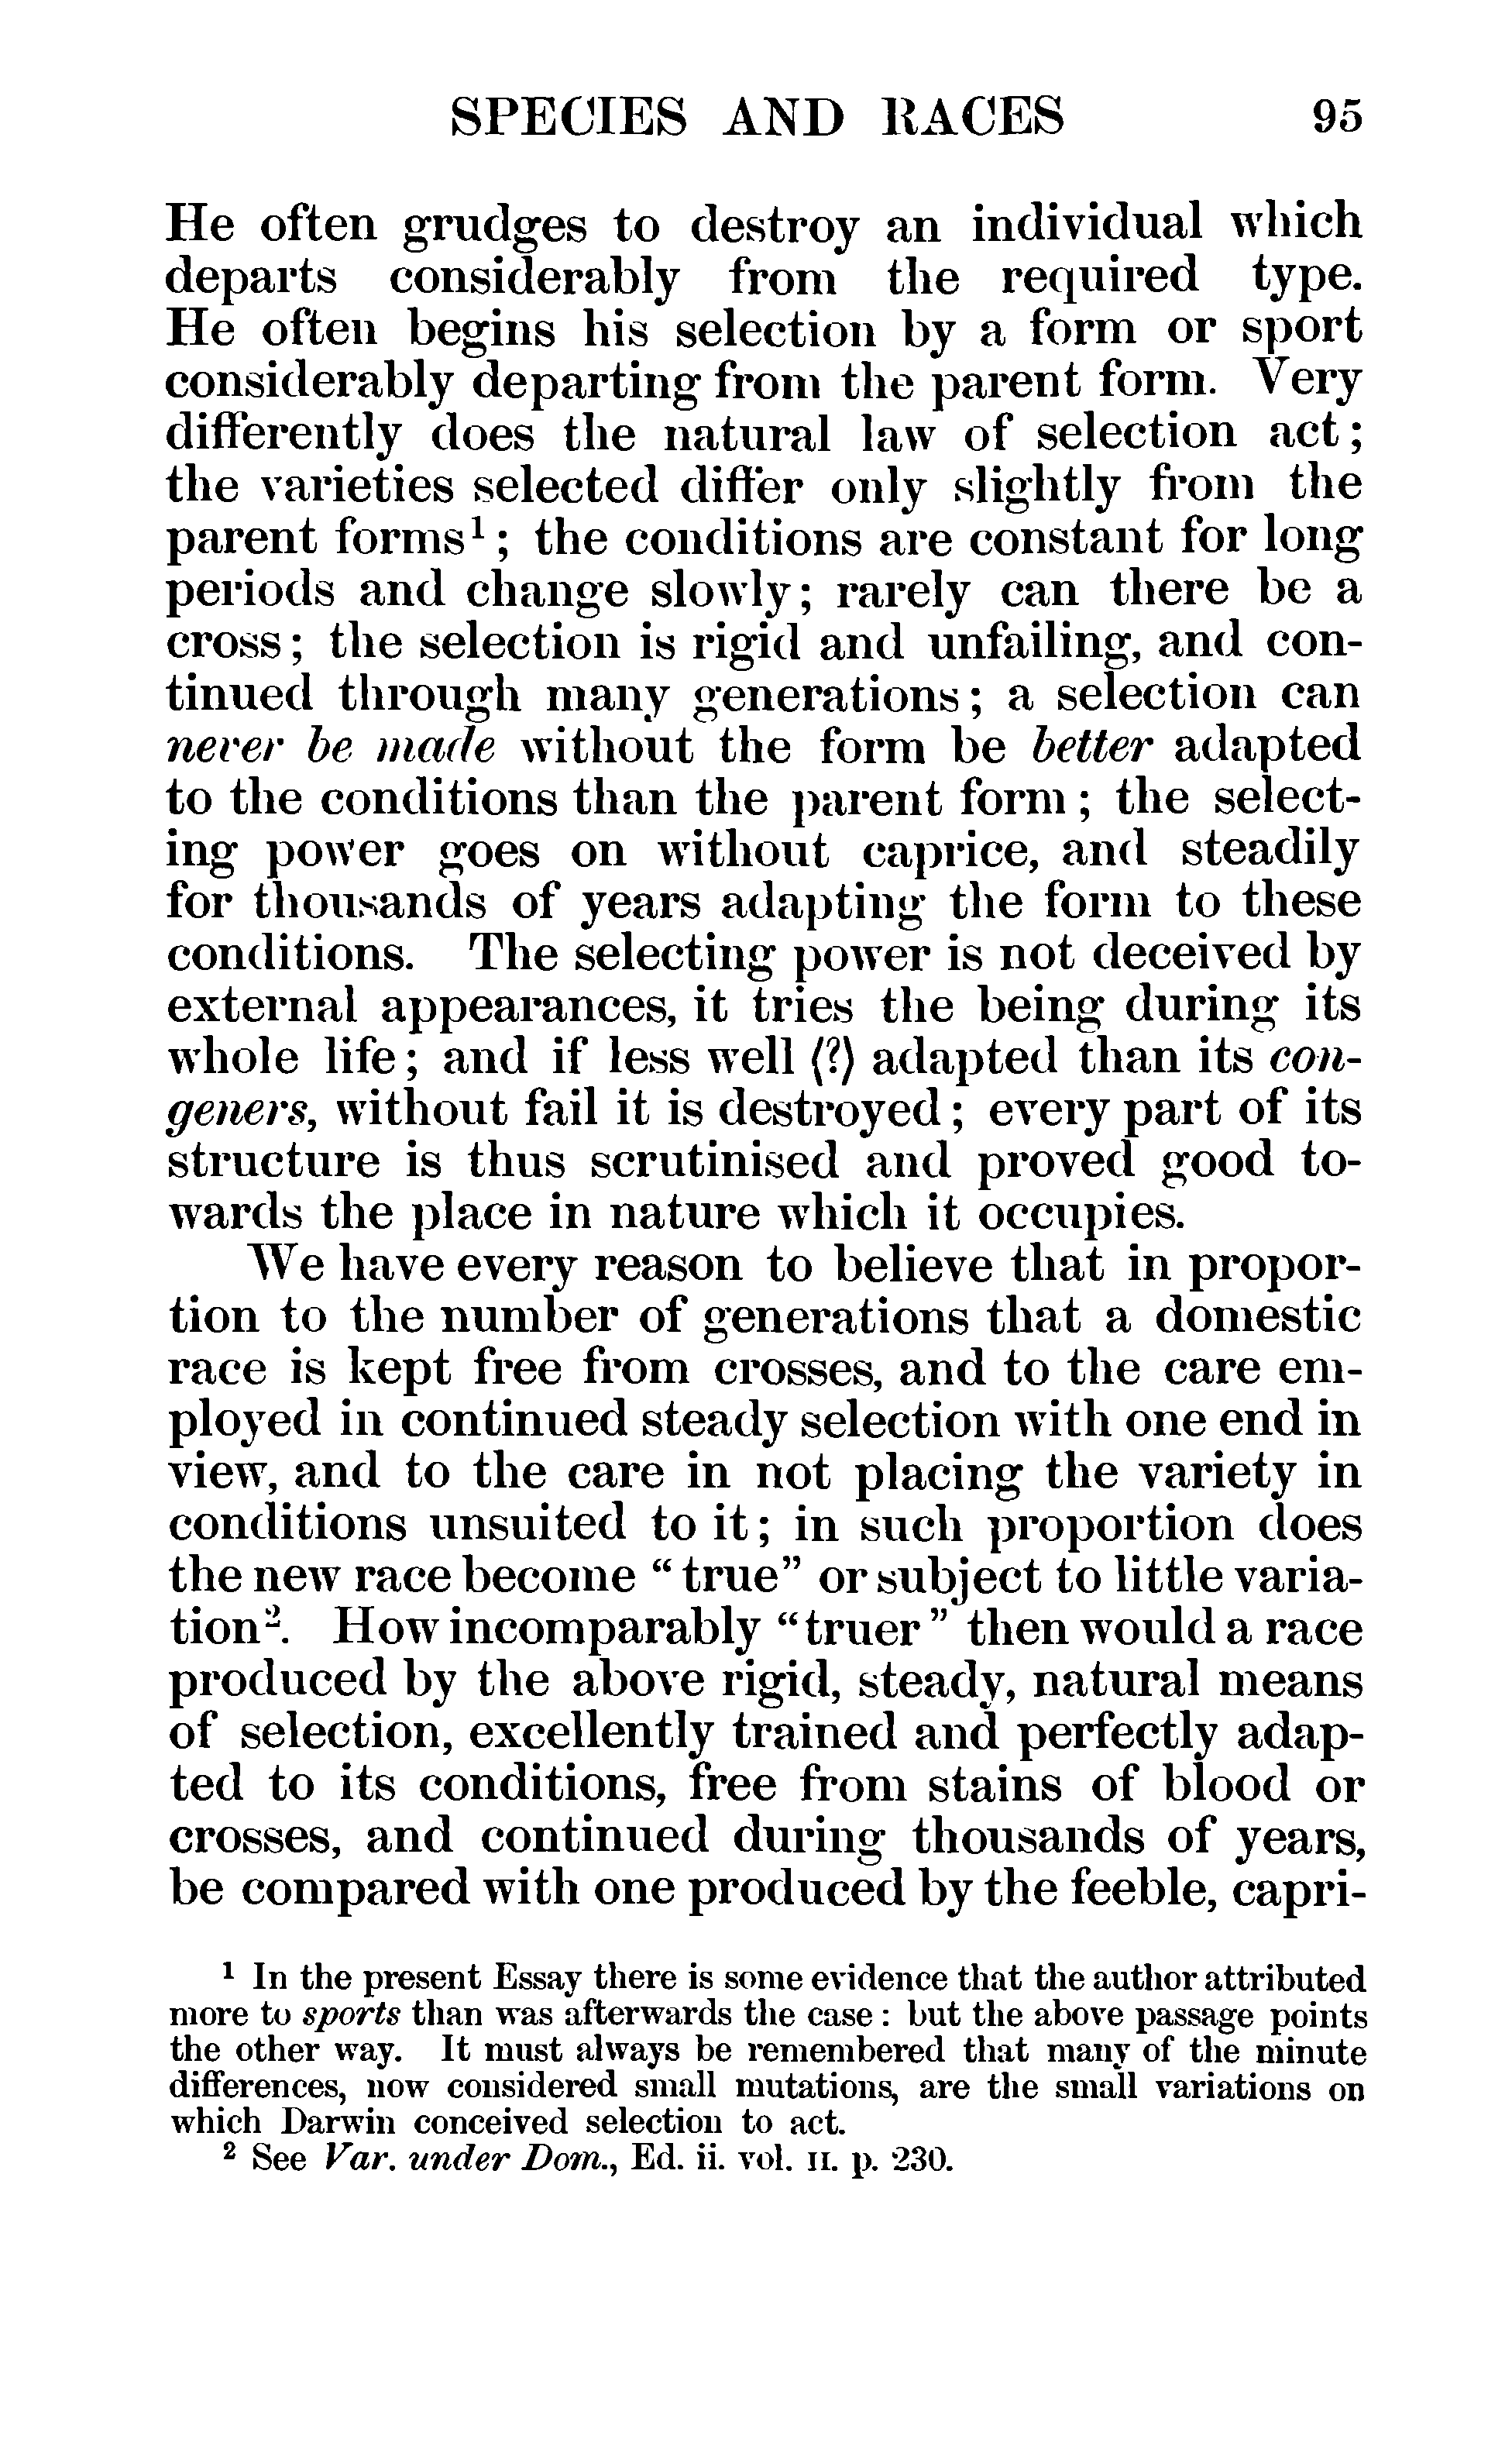 SPECIES AND RACES 95
He often grudges to destroy an individual which
departs considerably from the required type.
He often begins his selection by a form or sport
considerably departing from the parent form. Very
differently does the natural law of selection act;
the varieties selected differ only slightly from the
parent forms¹; the conditions are constant for long
periods and change slowly; rarely can there be a
cross; the selection is rigid and unfailing, and con-
tinued through many generations; a selection can
never be made without the form be better adapted
to the conditions than the parent form; the select-
ing power goes on without caprice, and steadily
for thousands of years adapting the form to these
conditions. The selecting power is not deceived by
external appearances, it tries the being during its
whole life; and if less well (?) adapted than its con-
geners, without fail it is destroyed; every part of its
structure is thus scrutinised and proved good to-
wards the place in nature which it occupies.
We have every reason to believe that in propor-
tion to the number of generations that a domestic
race is kept free from crosses, and to the care em-
ployed in continued steady selection with one end in
view, and to the care in not placing the variety in
conditions unsuited to it; in such proportion does
the new race become “true” or subject to little varia-
tion². How incomparably “truer” then would a race
produced by the above rigid, steady, natural means
of selection, excellently trained and perfectly adap-
ted to its conditions, free from stains of blood or
crosses, and continued during thousands of years,
be compared with one produced by the feeble, capri-
¹ In the present Essay there is some evidence that the author attributed
more to sports than was afterwards the case: but the above passage points
the other way. It must always be remembered that many of the minute
differences, now considered small mutations, are the small variations on
which Darwin conceived selection to act.
² See Var. under Dom., Ed. ii. vol. II. p. 230.